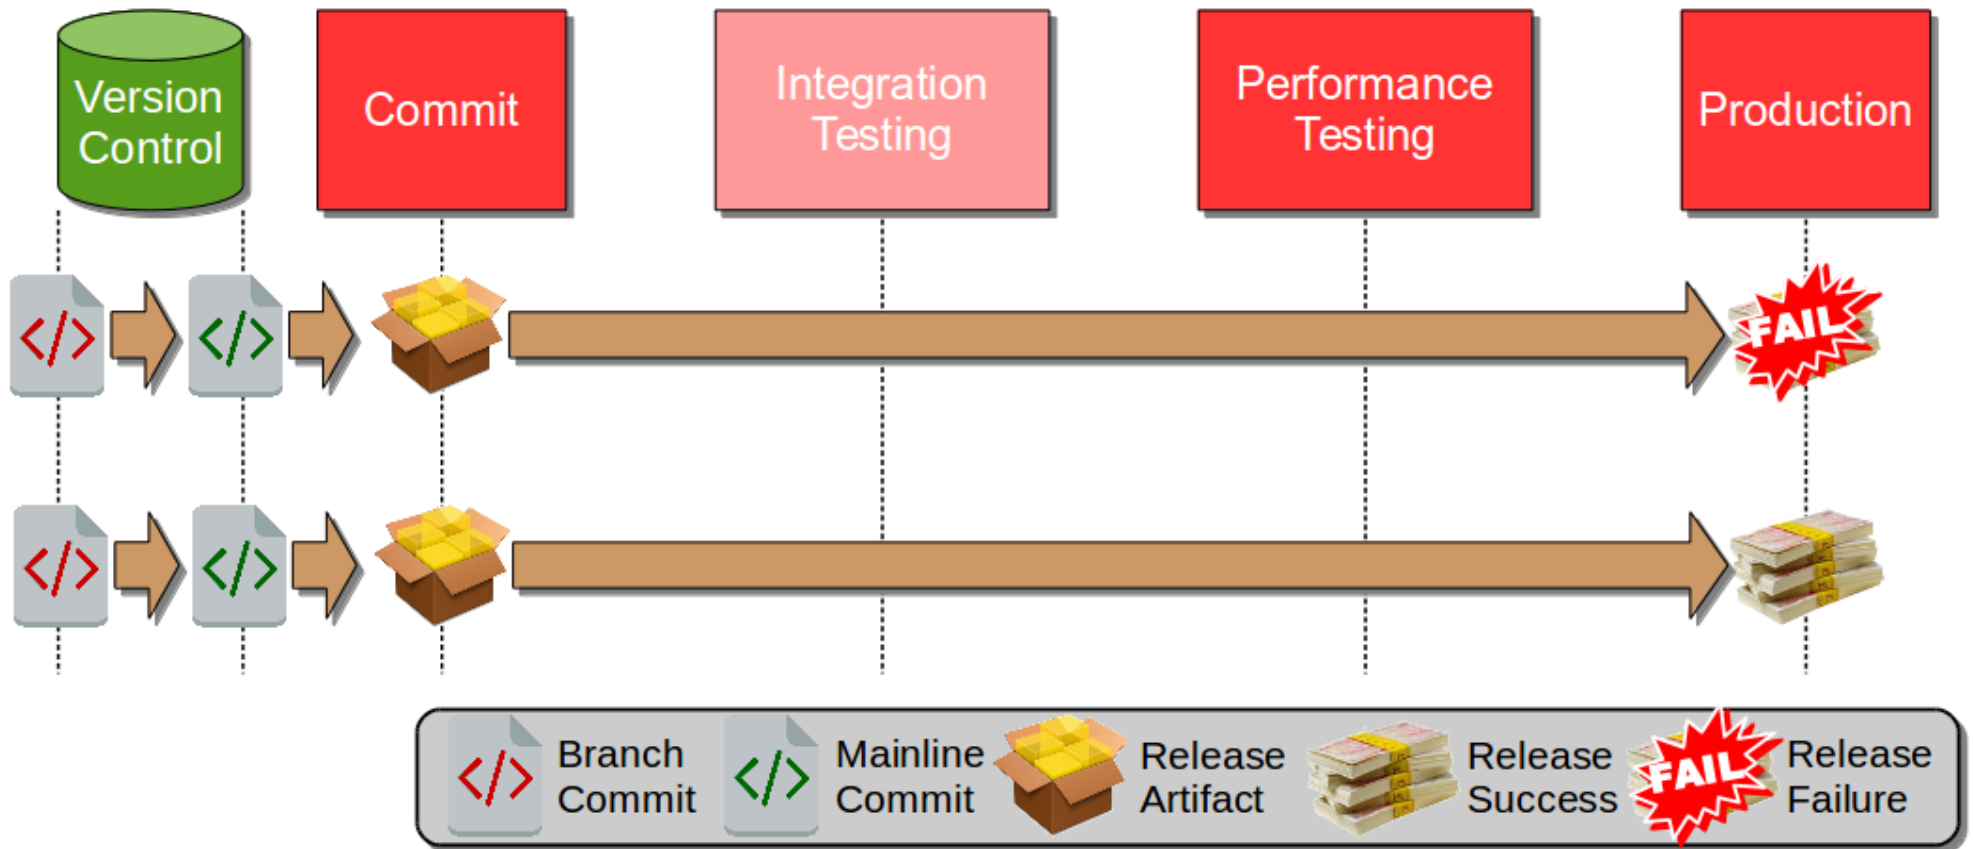 Version
Control
Commit
Integration
Testing
Performance
Testing
Production
</>
</>
FAIL
</>
</>
</>
Branch
Commit
</>
Mainline
Commit
Release
Artifact
Release
Success
FAIL
Release
Failure